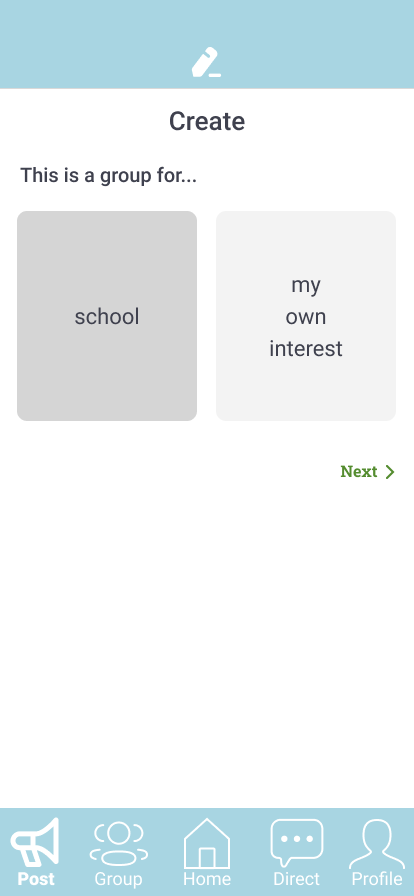 Create
This is a group for...
school
my
own
interest
Next
Post
Group
Home
Direct
Profile